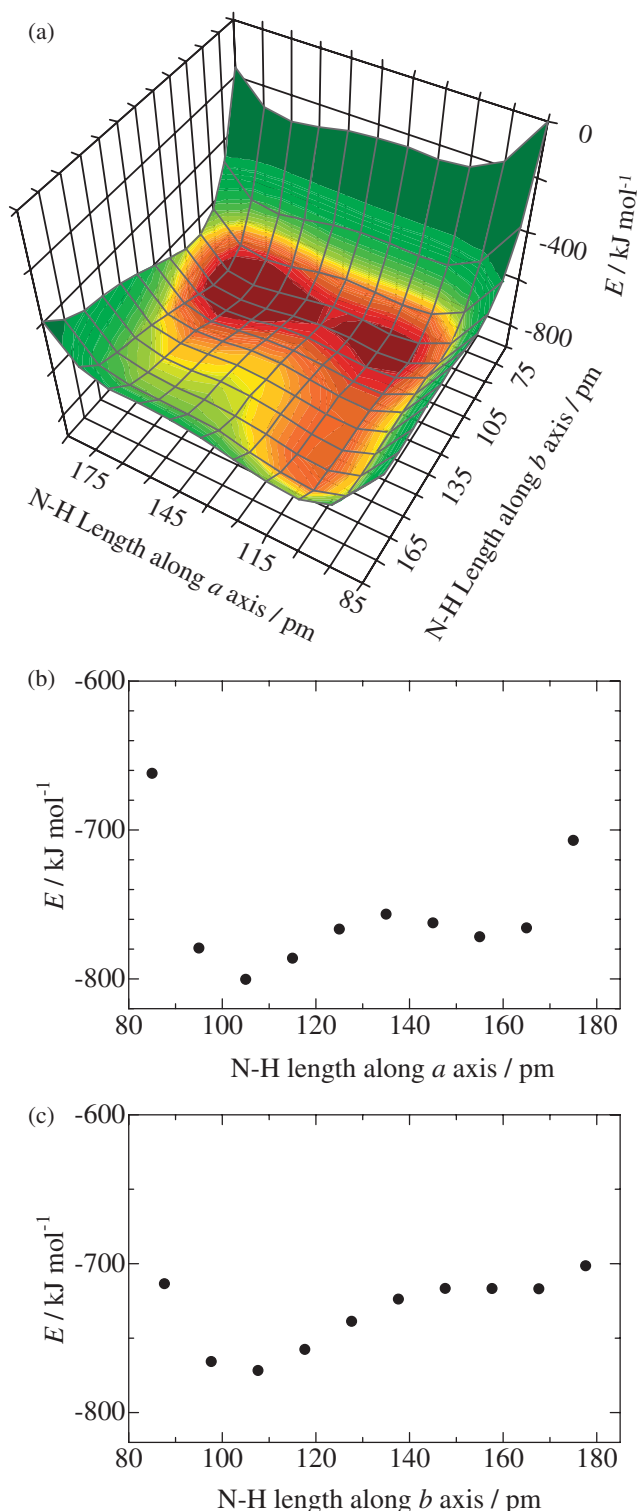 (a)
0
-400
-800
E / kJ mol⁻¹
75
105
135
165
N-H Length along b axis / pm
175
145
115
85
N-H Length along a axis / pm
(b)
-600
-700
-800
E / kJ mol⁻¹
80 100 120 140 160 180
N-H length along a axis / pm
(c)
-600
-700
-800
E / kJ mol⁻¹
80 100 120 140 160 180
N-H length along b axis / pm